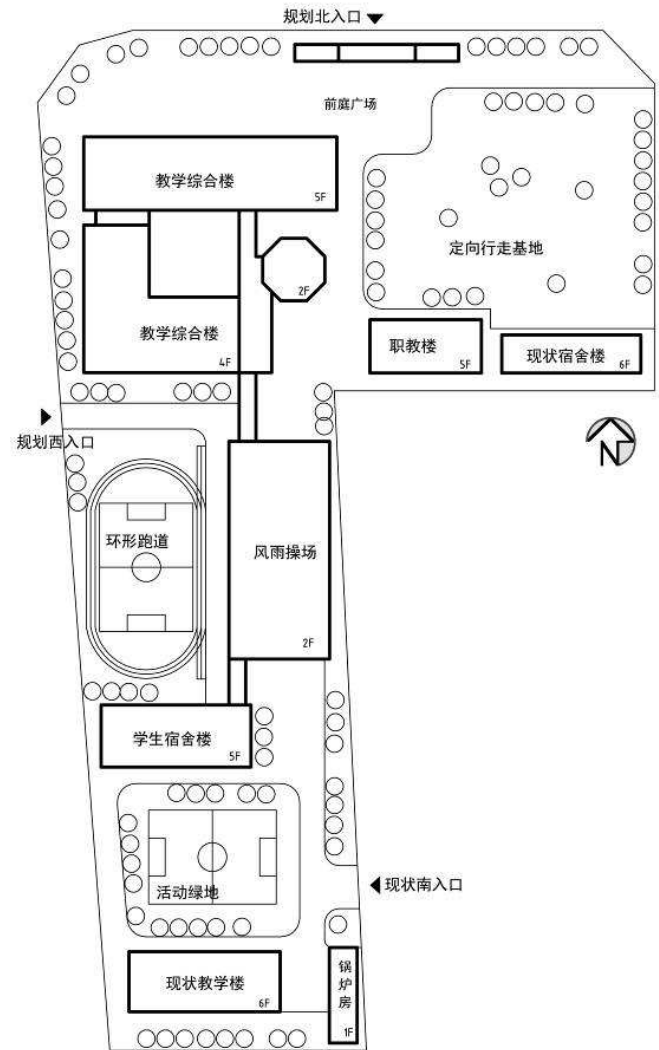 规划北入口
前庭广场
教学综合楼
5F
定向行走基地
2F
教学综合楼
4F
职教楼
5F
现状宿舍楼
6F
规划西入口
N
环形跑道
风雨操场
2F
学生宿舍楼
5F
活动绿地
现状南入口
现状教学楼
6F
锅炉房
1F